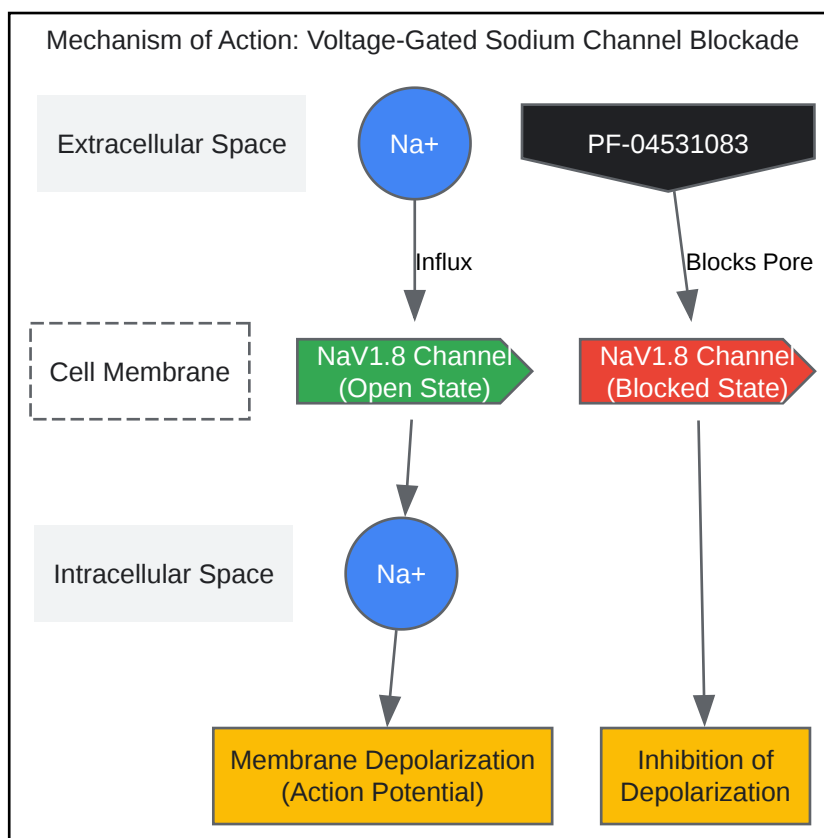 Mechanism of Action: Voltage-Gated Sodium Channel Blockade
Extracellular Space
Na+
PF-04531083
Influx
Blocks Pore
Cell Membrane
NaV1.8 Channel
(Open State)
NaV1.8 Channel
(Blocked State)
Intracellular Space
Na+
Membrane Depolarization
(Action Potential)
Inhibition of
Depolarization